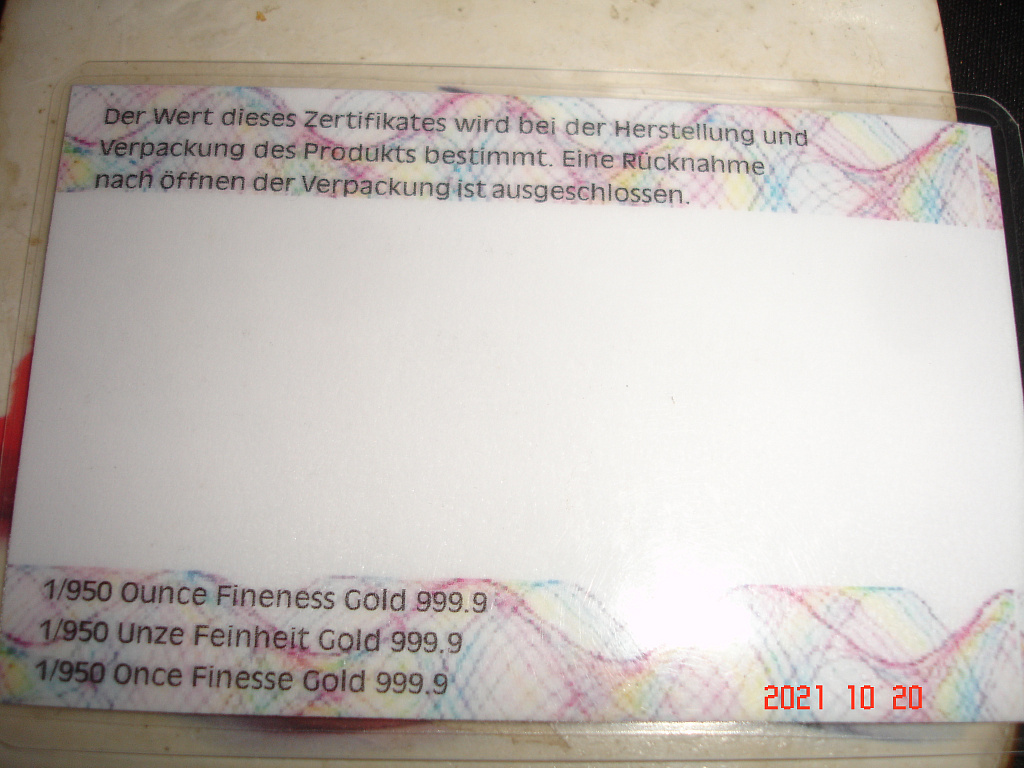 Der Wert dieses Zertifikates wird bei der Herstellung und
Verpackung des Produkts bestimmt. Eine Rücknahme
nach öffnen der Verpackung ist ausgeschlossen.
1/950 Ounce Fineness Gold 999.9
1/950 Unze Feinheit Gold 999.9
1/950 Once Finesse Gold 999.9
2021 10 20